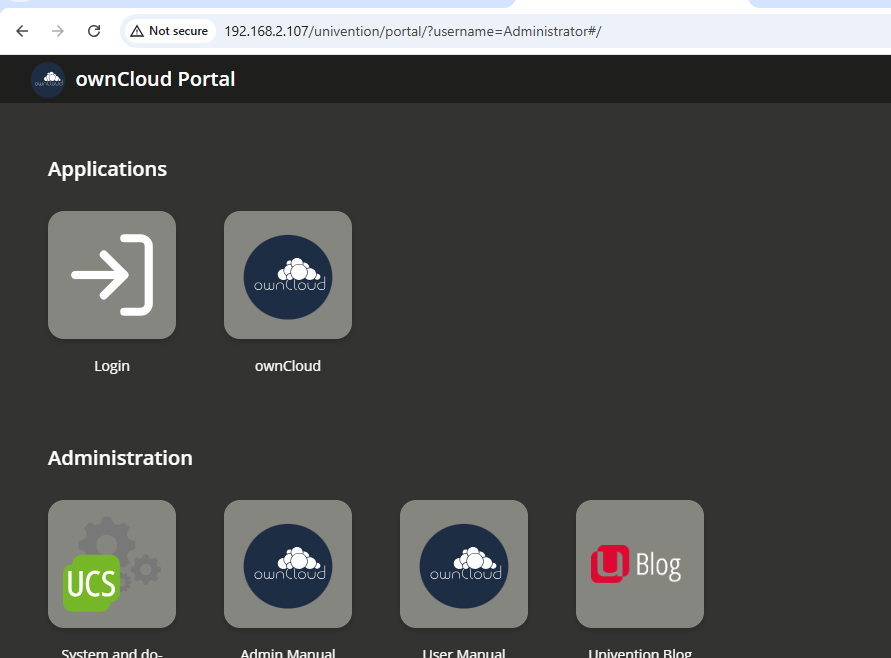 Not secure 192.168.2.107/univention/portal/?username=Administrator#/
ownCloud ownCloud Portal
Applications
ownCloud
Login ownCloud
Administration
UCS ownCloud ownCloud U Blog
System and do- Admin Manual User Manual Univention Blog